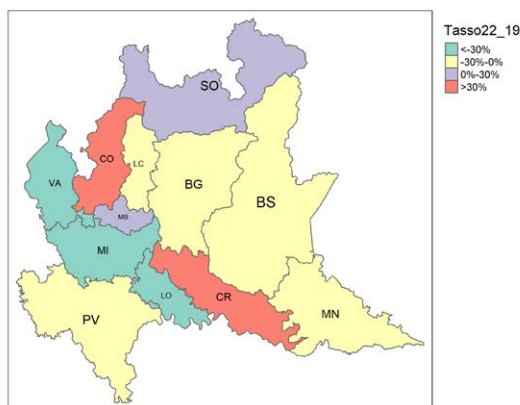 Tasso22_19
<-30%
-30%-0%
0%-30%
>30%
SO
CO
LC
VA
BG
BS
MB
MI
LO
CR
PV
MN